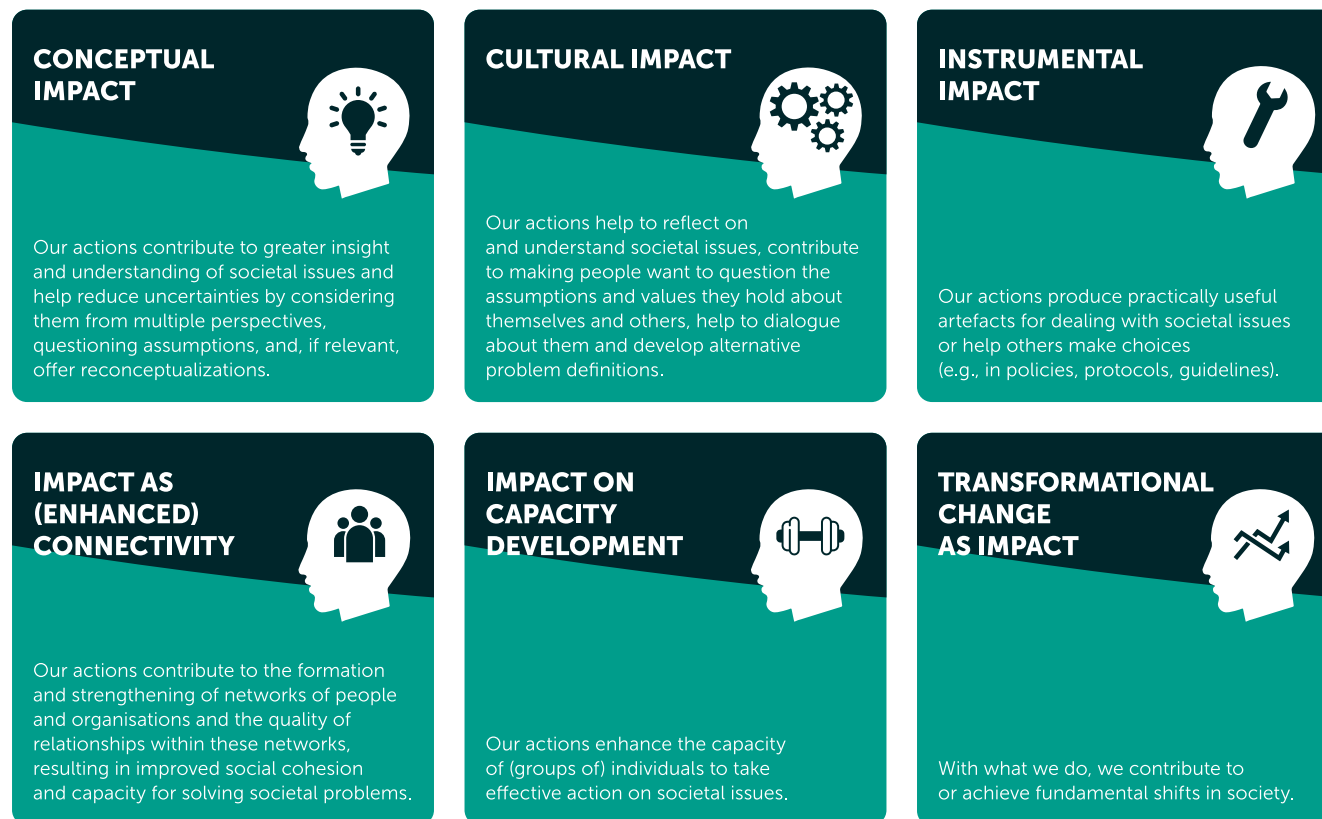 CONCEPTUAL
IMPACT
Our actions contribute to greater insight
and understanding of societal issues and
help reduce uncertainties by considering
them from multiple perspectives,
questioning assumptions, and, if relevant,
offer reconceptualizations.
CULTURAL IMPACT
Our actions help to reflect on
and understand societal issues, contribute
to making people want to question the
assumptions and values they hold about
themselves and others, help to dialogue
about them and develop alternative
problem definitions.
INSTRUMENTAL
IMPACT
Our actions produce practically useful
artefacts for dealing with societal issues
or help others make choices
(e.g., in policies, protocols, guidelines).
IMPACT AS
(ENHANCED)
CONNECTIVITY
Our actions contribute to the formation
and strengthening of networks of people
and organisations and the quality of
relationships within these networks,
resulting in improved social cohesion
and capacity for solving societal problems.
IMPACT ON
CAPACITY
DEVELOPMENT
Our actions enhance the capacity
of (groups of) individuals to take
effective action on societal issues.
TRANSFORMATIONAL
CHANGE
AS IMPACT
With what we do, we contribute to
or achieve fundamental shifts in society.